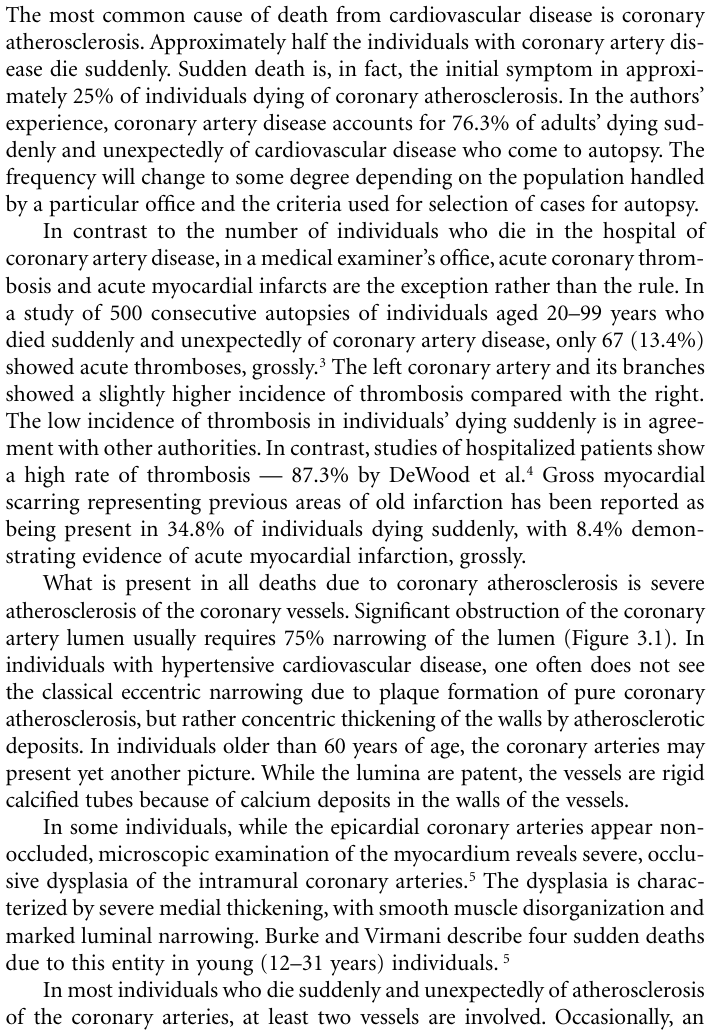 The most common cause of death from cardiovascular disease is coronary
atherosclerosis. Approximately half the individuals with coronary artery dis-
ease die suddenly. Sudden death is, in fact, the initial symptom in approxi-
mately 25% of individuals dying of coronary atherosclerosis. In the authors’
experience, coronary artery disease accounts for 76.3% of adults’ dying sud-
denly and unexpectedly of cardiovascular disease who come to autopsy. The
frequency will change to some degree depending on the population handled
by a particular office and the criteria used for selection of cases for autopsy.
In contrast to the number of individuals who die in the hospital of
coronary artery disease, in a medical examiner’s office, acute coronary throm-
bosis and acute myocardial infarcts are the exception rather than the rule. In
a study of 500 consecutive autopsies of individuals aged 20–99 years who
died suddenly and unexpectedly of coronary artery disease, only 67 (13.4%)
showed acute thromboses, grossly.³ The left coronary artery and its branches
showed a slightly higher incidence of thrombosis compared with the right.
The low incidence of thrombosis in individuals’ dying suddenly is in agree-
ment with other authorities. In contrast, studies of hospitalized patients show
a high rate of thrombosis — 87.3% by DeWood et al.⁴ Gross myocardial
scarring representing previous areas of old infarction has been reported as
being present in 34.8% of individuals dying suddenly, with 8.4% demon-
strating evidence of acute myocardial infarction, grossly.
What is present in all deaths due to coronary atherosclerosis is severe
atherosclerosis of the coronary vessels. Significant obstruction of the coronary
artery lumen usually requires 75% narrowing of the lumen (Figure 3.1). In
individuals with hypertensive cardiovascular disease, one often does not see
the classical eccentric narrowing due to plaque formation of pure coronary
atherosclerosis, but rather concentric thickening of the walls by atherosclerotic
deposits. In individuals older than 60 years of age, the coronary arteries may
present yet another picture. While the lumina are patent, the vessels are rigid
calcified tubes because of calcium deposits in the walls of the vessels.
In some individuals, while the epicardial coronary arteries appear non-
occluded, microscopic examination of the myocardium reveals severe, occlu-
sive dysplasia of the intramural coronary arteries.⁵ The dysplasia is charac-
terized by severe medial thickening, with smooth muscle disorganization and
marked luminal narrowing. Burke and Virmani describe four sudden deaths
due to this entity in young (12–31 years) individuals. ⁵
In most individuals who die suddenly and unexpectedly of atherosclerosis
of the coronary arteries, at least two vessels are involved. Occasionally, an